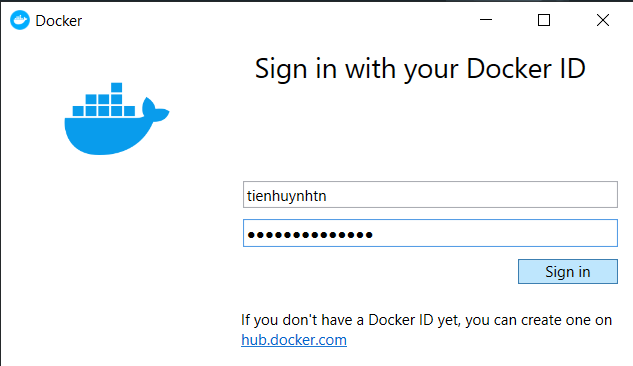 Docker
Sign in with your Docker ID
tienhuynhtn
●●●●●●●●●●●●●●
Sign in
If you don't have a Docker ID yet, you can create one on
hub.docker.com